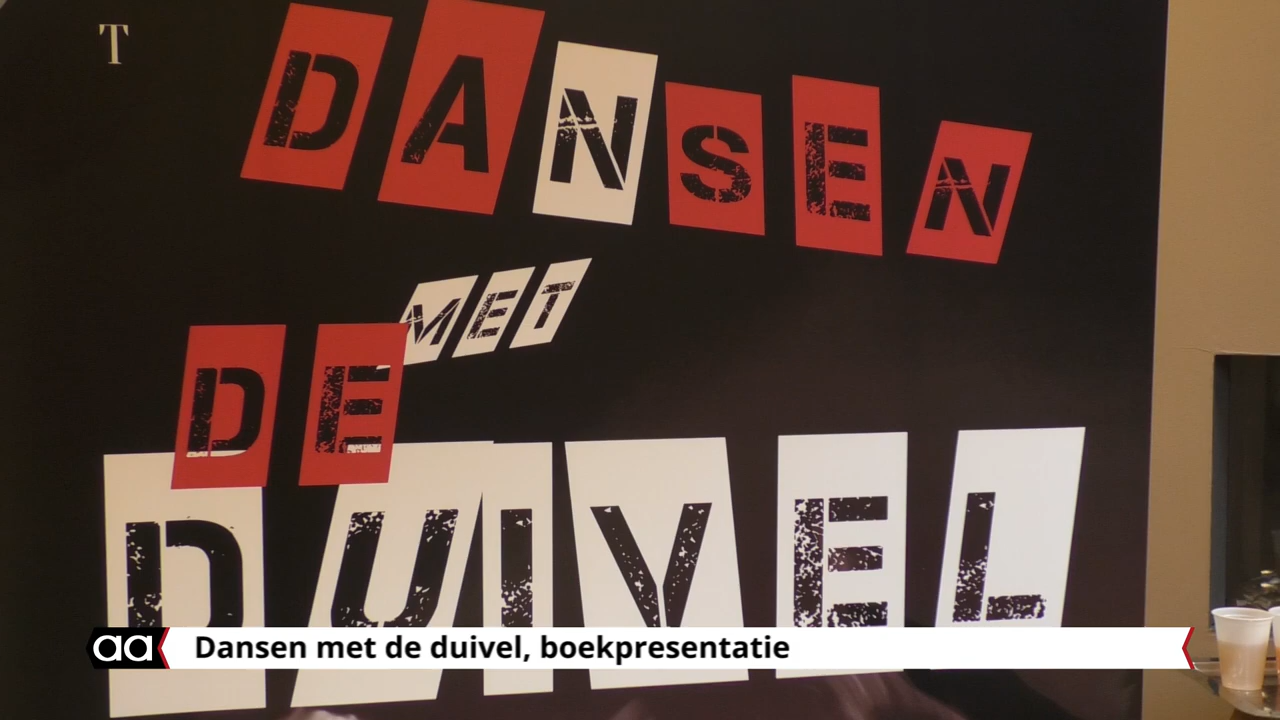 T
DANSEN
MET
DE
DUIVEL
aa Dansen met de duivel, boekpresentatie